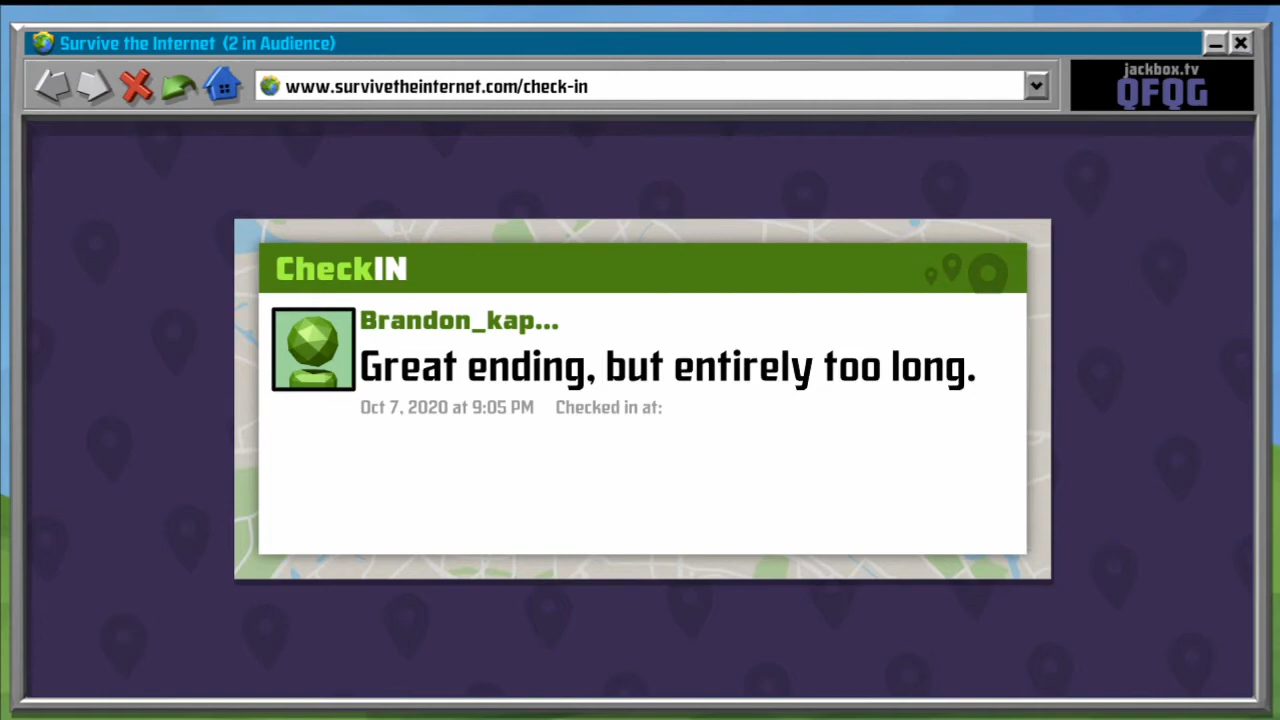 Survive the Internet (2 in Audience)
www.survivetheinternet.com/check-in
jackbox.tv
QFQG
CheckIN
Brandon_kap...
Great ending, but entirely too long.
Oct 7, 2020 at 9:05 PM Checked in at: